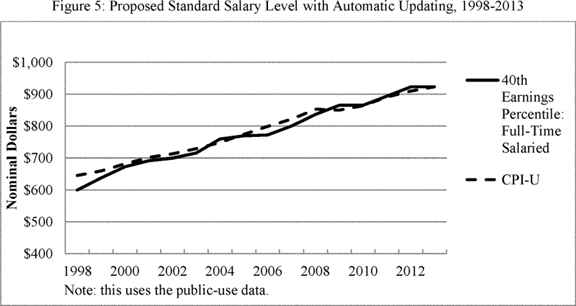 Figure 5: Proposed Standard Salary Level with Automatic Updating, 1998-2013
$1,000
$900
$800
$700
$600
$500
$400
Nominal Dollars
1998 2000 2002 2004 2006 2008 2010 2012
40th
Earnings
Percentile:
Full-Time
Salaried
CPI-U
Note: this uses the public-use data.